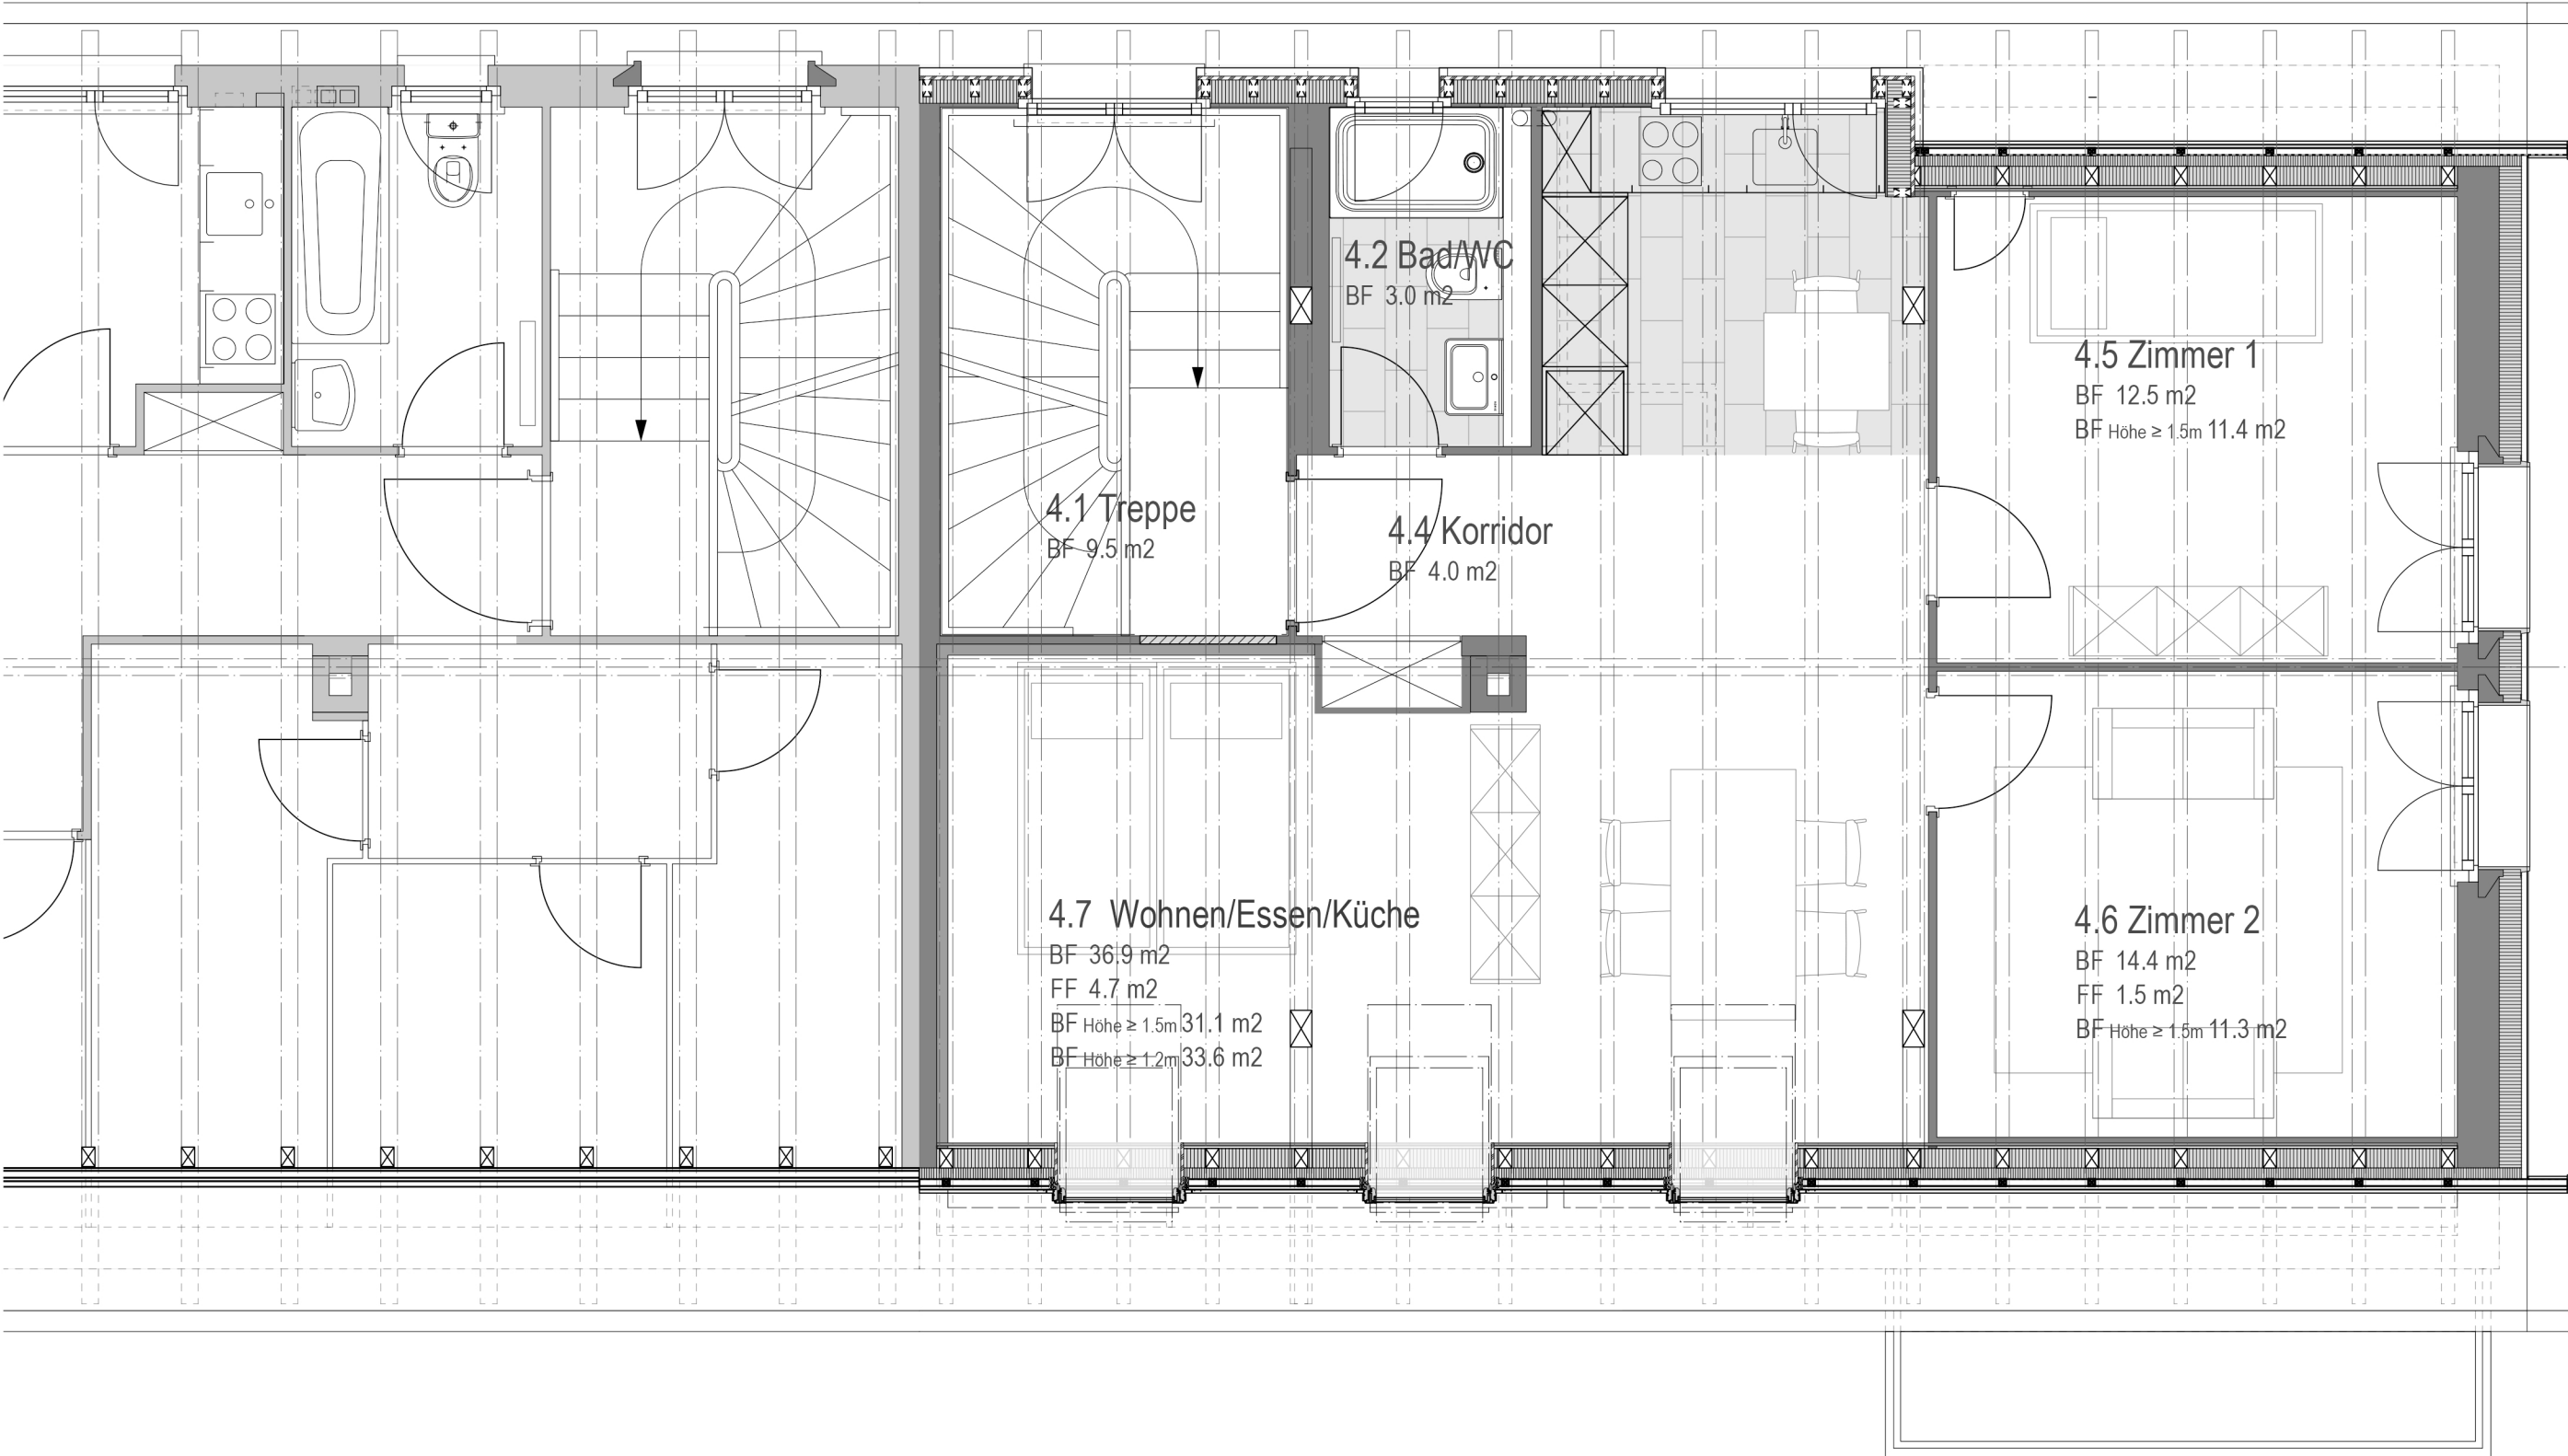 4.2 Bad/WC
BF 3.0 m2
4.5 Zimmer 1
BF 12.5 m2
BF Höhe ≥ 1.5m 11.4 m2
4.1 Treppe
BF 9.5 m2
4.4 Korridor
BF 4.0 m2
4.7 Wohnen/Essen/Küche
BF 36.9 m2
FF 4.7 m2
BF Höhe ≥ 1.5m 31.1 m2
BF Höhe ≥ 1.2m 33.6 m2
4.6 Zimmer 2
BF 14.4 m2
FF 1.5 m2
BF Höhe ≥ 1.5m 11.3 m2